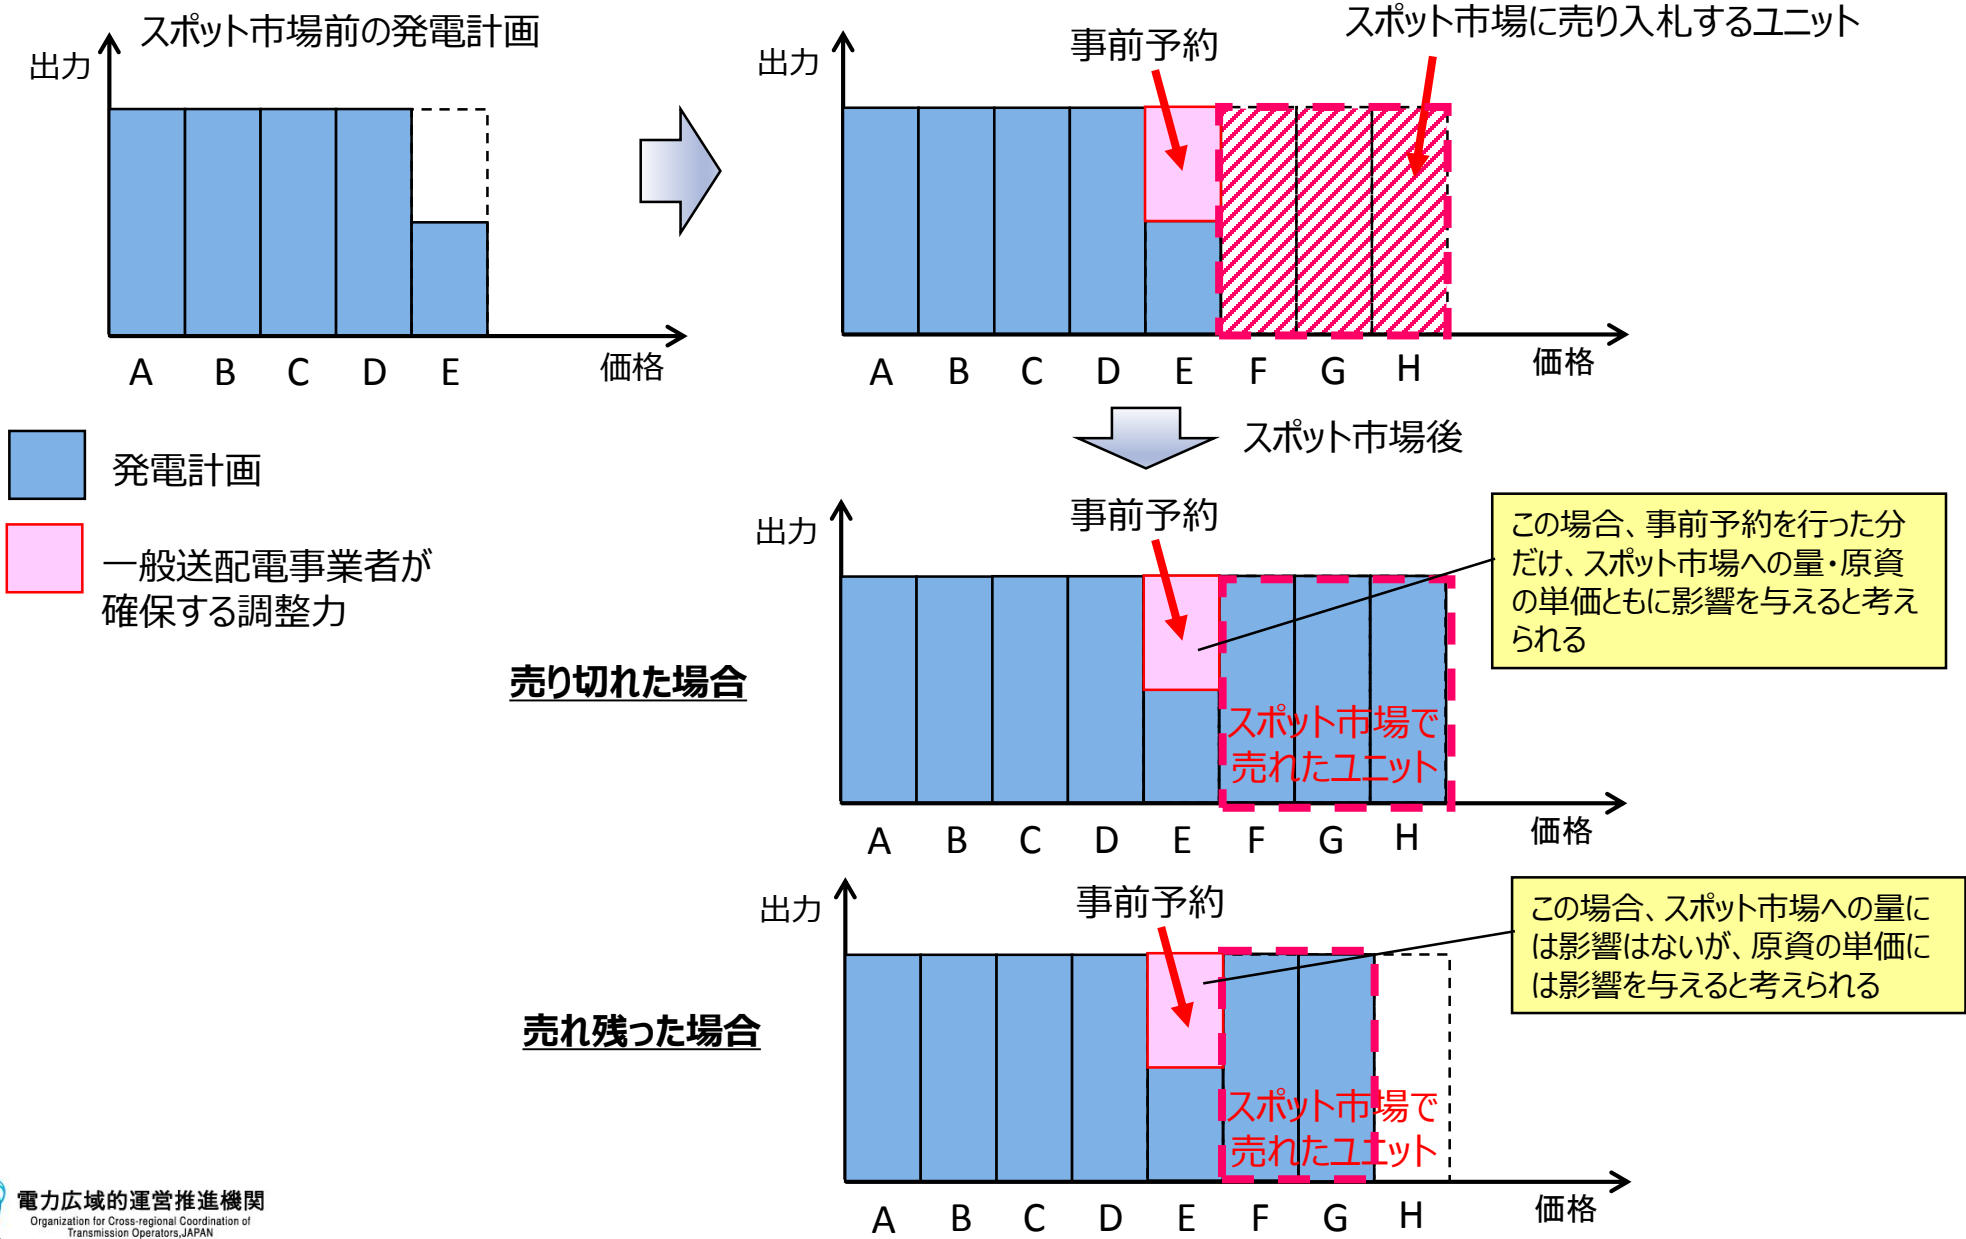 スポット市場前の発電計画
出力
A B C D E
価格
スポット市場に売り入札するユニット
事前予約
出力
A B C D E F G H
価格
発電計画
一般送配電事業者が
確保する調整力
スポット市場後
事前予約
出力
この場合、事前予約を行った分
だけ、スポット市場への量・原資
の単価ともに影響を与えると考え
られる
売り切れた場合
スポット市場で
売れたユニット
A B C D E F G H
価格
事前予約
出力
この場合、スポット市場への量に
は影響はないが、原資の単価に
は影響を与えると考えられる
売れ残った場合
スポット市場で
売れたユニット
A B C D E F G H
価格
電力広域的運営推進機関
Organization for Cross-regional Coordination of
Transmission Operators,JAPAN